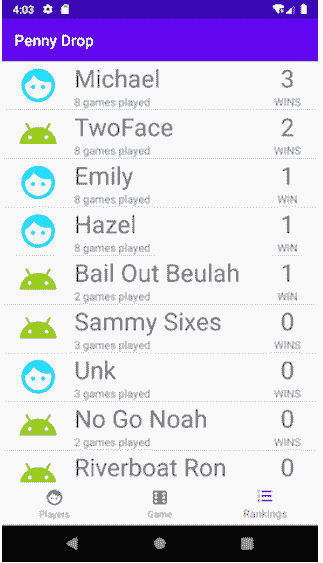 4:03
Penny Drop
Michael 3
8 games played WINS
TwoFace 2
8 games played WINS
Emily 1
8 games played WIN
Hazel 1
8 games played WIN
Bail Out Beulah 1
2 games played WIN
Sammy Sixes 0
3 games played WINS
Unk 0
3 games played WINS
No Go Noah 0
2 games played WINS
Riverboat Ron 0
Players Game Rankings